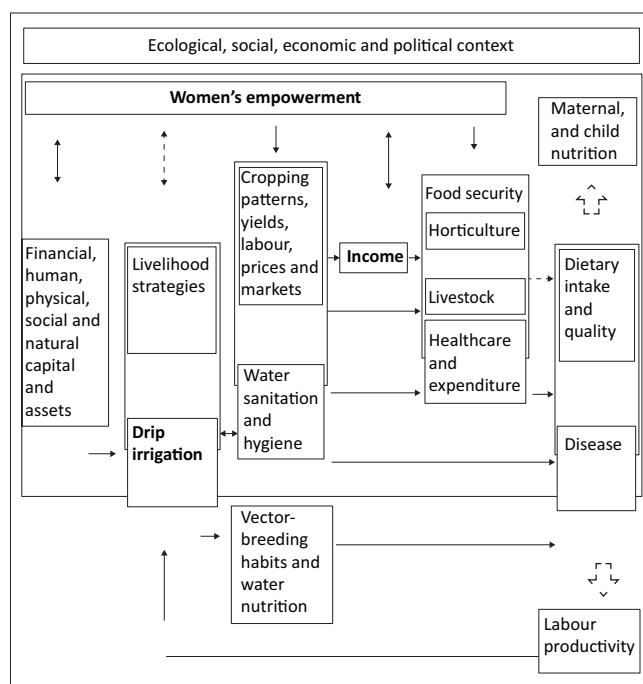 Ecological, social, economic and political context
Women's empowerment
Maternal,
and child
nutrition
Cropping
patterns,
yields,
labour,
prices and
markets
Food security
Horticulture
Financial,
human,
physical,
social and
natural
capital
and
assets
Livelihood
strategies
Income
Dietary
intake
and
quality
Livestock
Healthcare
and
expenditure
Water
sanitation
and
hygiene
Drip
irrigation
Disease
Vector-
breeding
habits and
water
nutrition
Labour
productivity